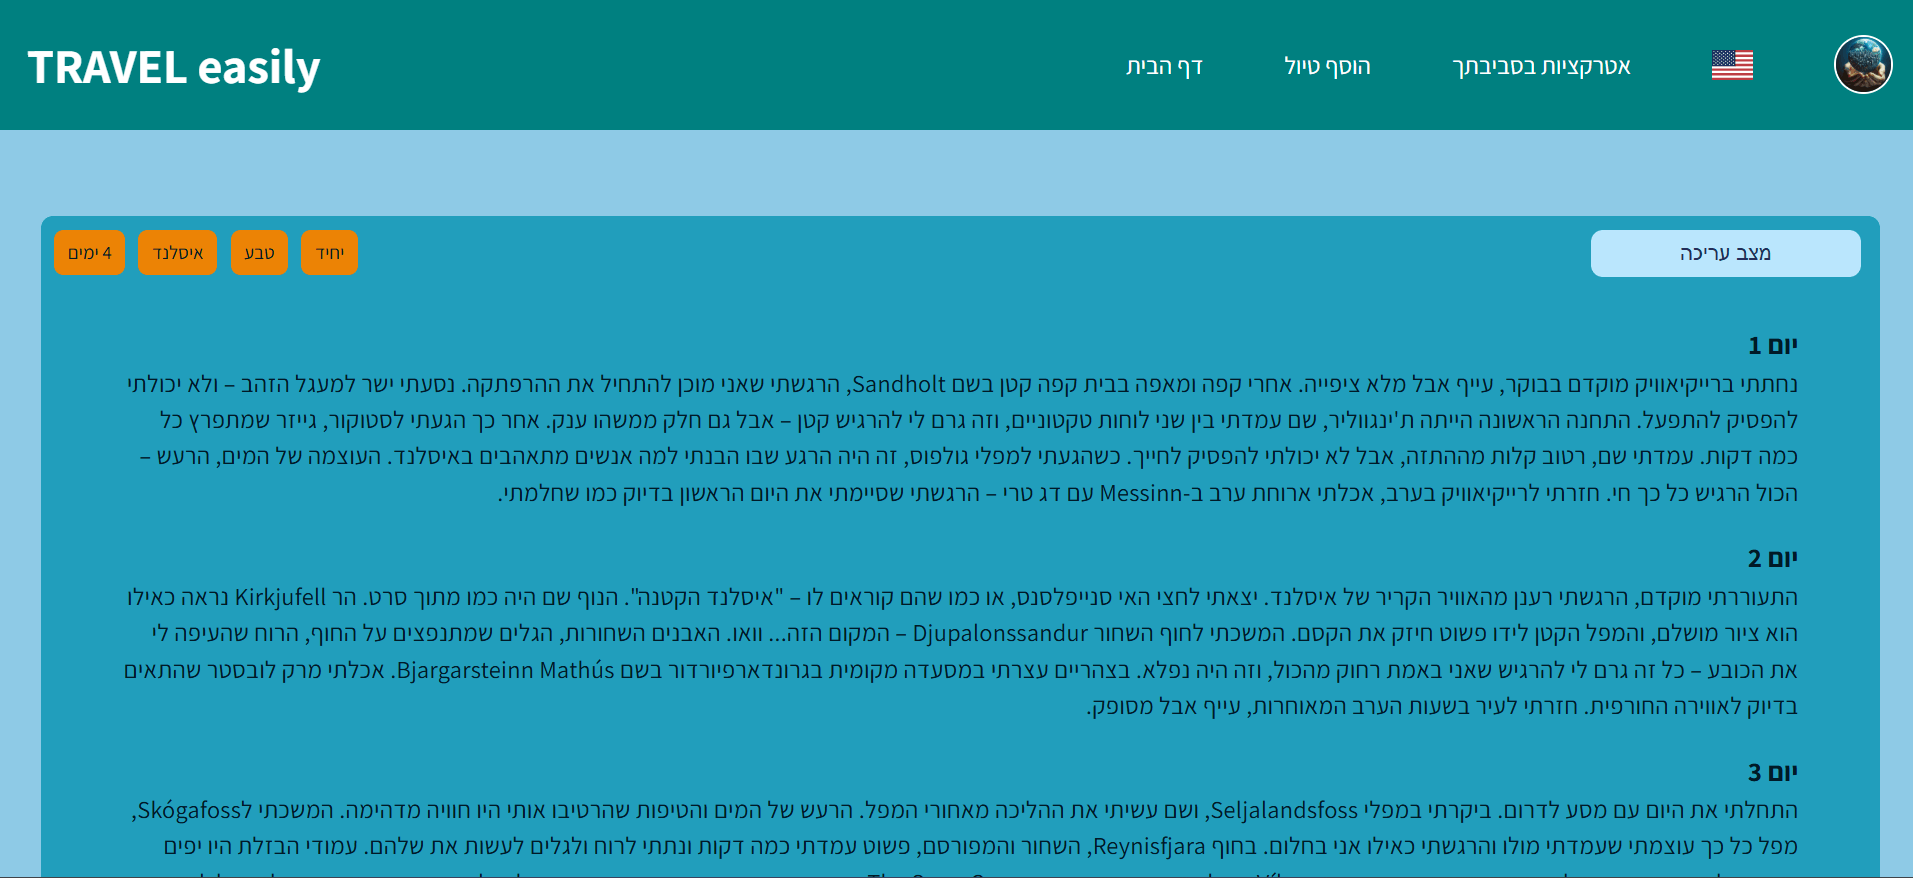 TRAVEL easily
דף הבית
הוסף טיול
אטרקציות בסביבתך
מצב עריכה
יחיד
טבע
איסלנד
4 ימים
יום 1
נחתתי ברייקיאוויק מוקדם בבוקר, עייף אבל מלא ציפייה. אחרי קפה ומאפה בבית קפה קטן בשם Sandholt, הרגשתי שאני מוכן להתחיל את ההרפתקה. נסעתי ישר למעגל הזהב – ולא יכולתי
להפסיק להתפעל. התחנה הראשונה הייתה ת'ינגווליר, שם עמדתי בין שני לוחות טקטוניים, וזה גרם לי להרגיש קטן – אבל גם חלק ממשהו ענק. אחר כך הגעתי לסטוקור, גייזר שמתפרץ כל
כמה דקות. עמדתי שם, רטוב קלות מההתזה, אבל לא יכולתי להפסיק לחייך. כשהגעתי למפלי גולפוס, זה היה הרגע שבו הבנתי למה אנשים מתאהבים באיסלנד. העוצמה של המים, הרעש –
הכול הרגיש כל כך חי. חזרתי לרייקיאוויק בערב, אכלתי ארוחת ערב ב-Messinn עם דג טרי – הרגשתי שסיימתי את היום הראשון בדיוק כמו שחלמתי.
יום 2
התעוררתי מוקדם, הרגשתי רענן מהאוויר הקריר של איסלנד. יצאתי לחצי האי סנייפלסנס, או כמו שהם קוראים לו – "איסלנד הקטנה". הנוף שם היה כמו מתוך סרט. הר Kirkjufell נראה כאילו
הוא ציור מושלם, והמפל הקטן לידו פשוט חיזק את הקסם. המשכתי לחוף השחור Djupalonssandur – המקום הזה... וואו. האבנים השחורות, הגלים שמתנפצים על החוף, הרוח שהעיפה לי
את הכובע – כל זה גרם לי להרגיש שאני באמת רחוק מהכול, וזה היה נפלא. בצהריים עצרתי במסעדה מקומית בגרונדארפיורדור בשם Bjargarsteinn Mathús. אכלתי מרק לובסטר שהתאים
בדיוק לאווירה החורפית. חזרתי לעיר בשעות הערב המאוחרות, עייף אבל מסופק.
יום 3
התחלתי את היום עם מסע לדרום. ביקרתי במפלי Seljalandsfoss, ושם עשיתי את ההליכה מאחורי המפל. הרעש של המים והטיפות שהרטיבו אותי היו חוויה מדהימה. המשכתי לSkógafoss,
מפל כל כך עוצמתי שעמדתי מולו והרגשתי כאילו אני בחלום. בחוף Reynisfjara, השחור והמפורסם, פשוט עמדתי כמה דקות ונתתי לרוח ולגלים לעשות את שלהם. עמודי הבזלת היו יפים